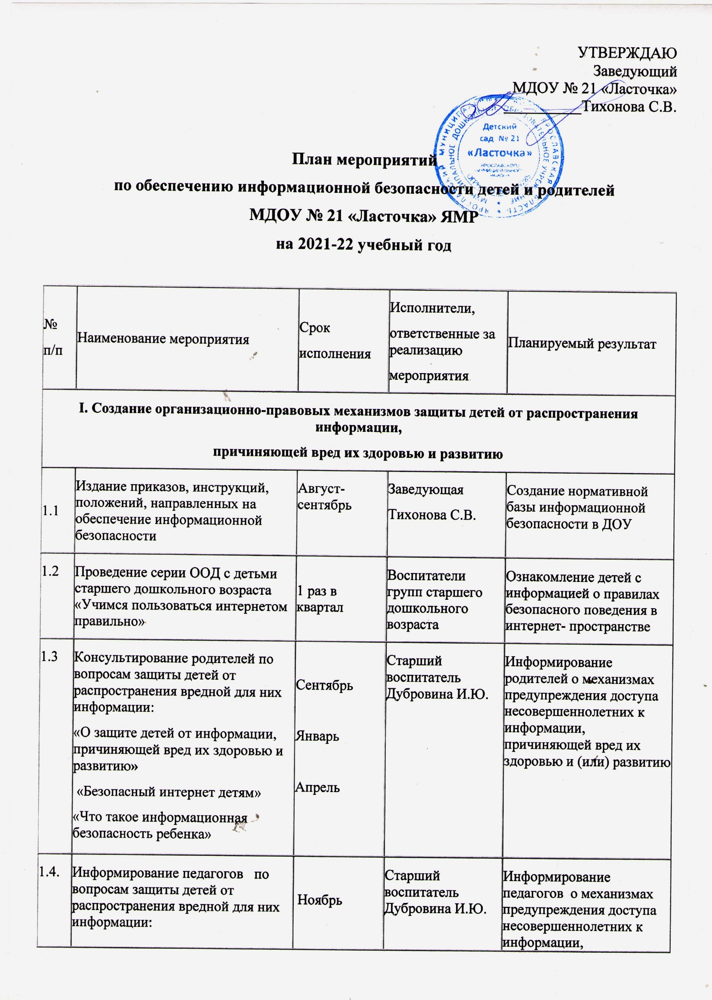 УТВЕРЖДАЮ
Заведующий
МДОУ № 21 «Ласточка»
__________Тихонова С.В.
Детский
сад № 21
«Ласточка»
ЯРОСЛАВСКОГО
МУНИЦИПАЛЬНОГО
РАЙОНА
План мероприятий
по обеспечению информационной безопасности детей и родителей
МДОУ № 21 «Ласточка» ЯМР
на 2021-22 учебный год
№
п/п
Наименование мероприятия
Срок
исполнения
Исполнители,
ответственные за
реализацию
мероприятия
Планируемый результат
I. Создание организационно-правовых механизмов защиты детей от распространения
информации,
причиняющей вред их здоровью и развитию
1.1
Издание приказов, инструкций,
положений, направленных на
обеспечение информационной
безопасности
Август-
сентябрь
Заведующая
Тихонова С.В.
Создание нормативной
базы информационной
безопасности в ДОУ
1.2
Проведение серии ООД с детьми
старшего дошкольного возраста
«Учимся пользоваться интернетом
правильно»
1 раз в
квартал
Воспитатели
групп старшего
дошкольного
возраста
Ознакомление детей с
информацией о правилах
безопасного поведения в
интернет- пространстве
1.3
Консультирование родителей по
вопросам защиты детей от
распространения вредной для них
информации:
«О защите детей от информации,
причиняющей вред их здоровью и
развитию»
«Безопасный интернет детям»
«Что такое информационная
безопасность ребенка»
Сентябрь
Январь
Апрель
Старший
воспитатель
Дубровина И.Ю.
Информирование
родителей о механизмах
предупреждения доступа
несовершеннолетних к
информации,
причиняющей вред их
здоровью и (или) развитию
1.4.
Информирование педагогов по
вопросам защиты детей от
распространения вредной для них
информации:
Ноябрь
Старший
воспитатель
Дубровина И.Ю.
Информирование
педагогов о механизмах
предупреждения доступа
несовершеннолетних к
информации,